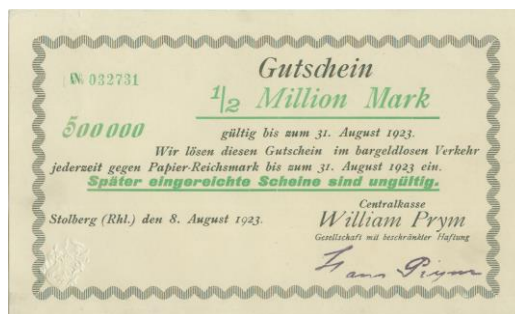 № 032731
Gutschein
1/2 Million Mark
500000
gültig bis zum 31. August 1923.
Wir lösen diesen Gutschein im bargeldlosen Verkehr
jederzeit gegen Papier-Reichsmark bis zum 31. August 1923 ein.
Später eingereichte Scheine sind ungültig.
Stolberg (Rhl.) den 8. August 1923.
Centralkasse
William Prym
Gesellschaft mit beschränkter Haftung
Hans Prym